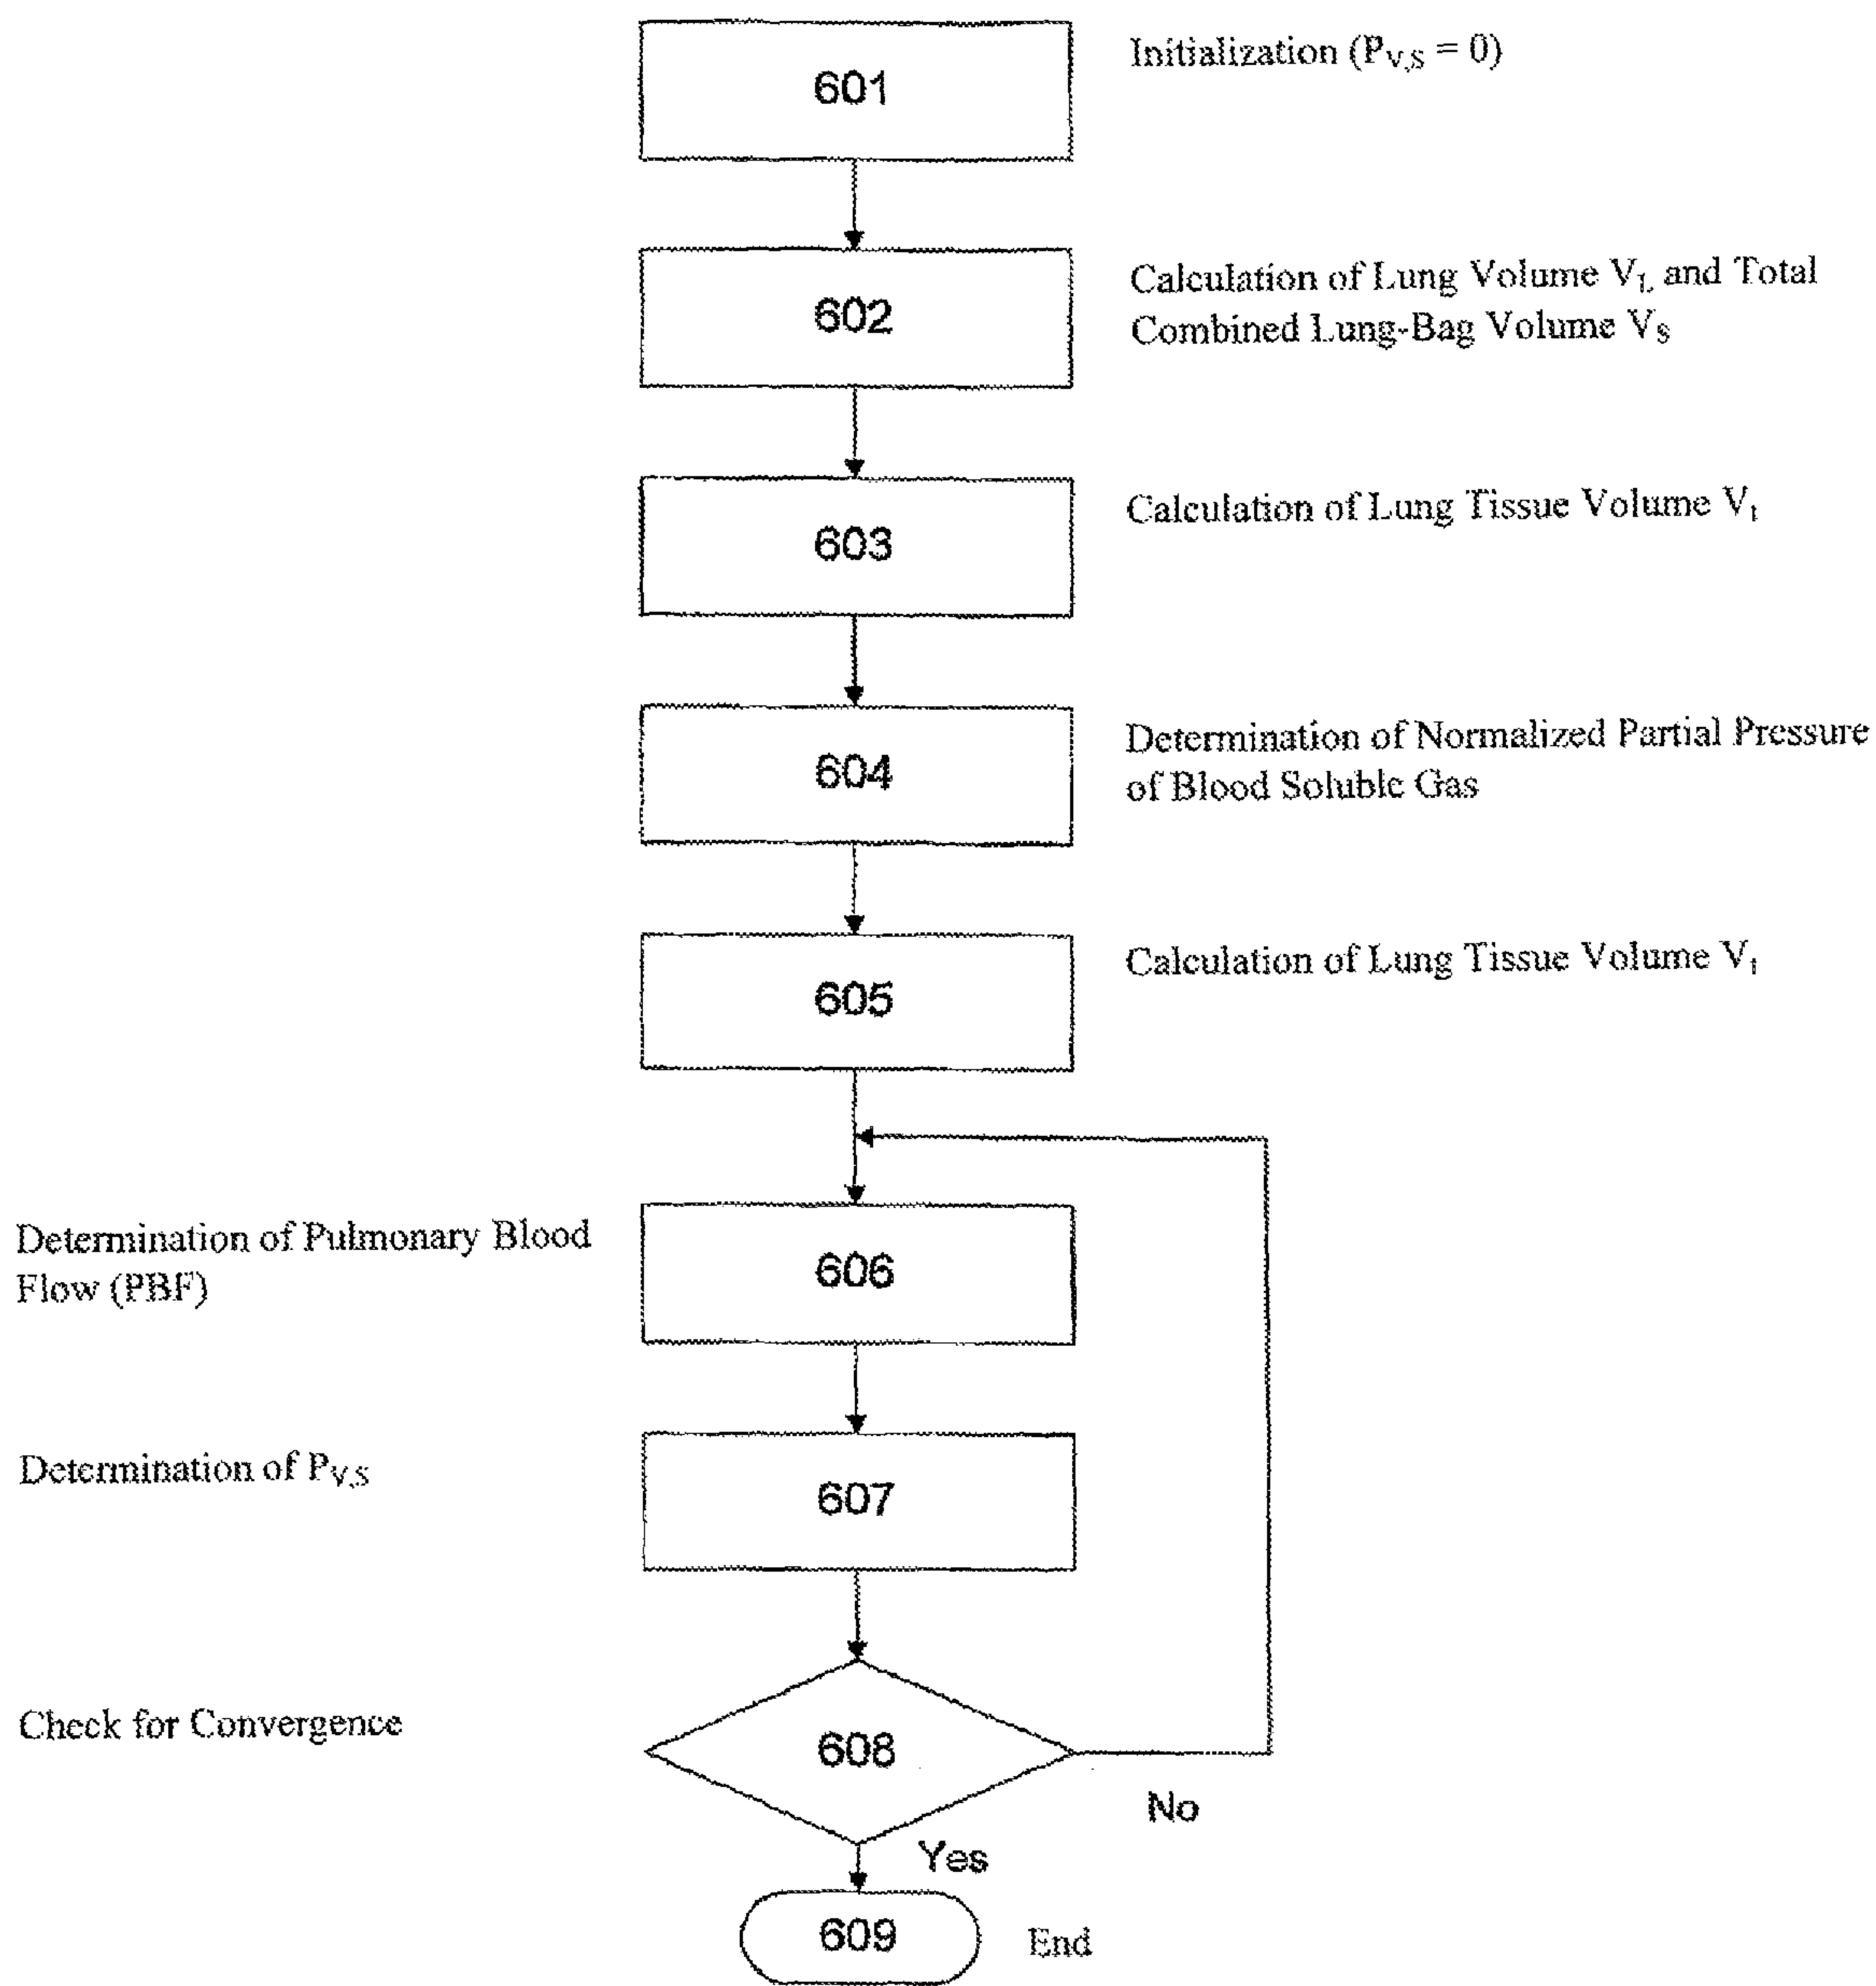 601
Initialization (P_V,S = 0)
602
Calculation of Lung Volume V_L and Total
Combined Lung-Bag Volume V_S
603
Calculation of Lung Tissue Volume V_t
604
Determination of Normalized Partial Pressure
of Blood Soluble Gas
605
Calculation of Lung Tissue Volume V_t
Determination of Pulmonary Blood
Flow (PBF)
606
Determination of P_V,S
607
Check for Convergence
608
No
Yes
609
End